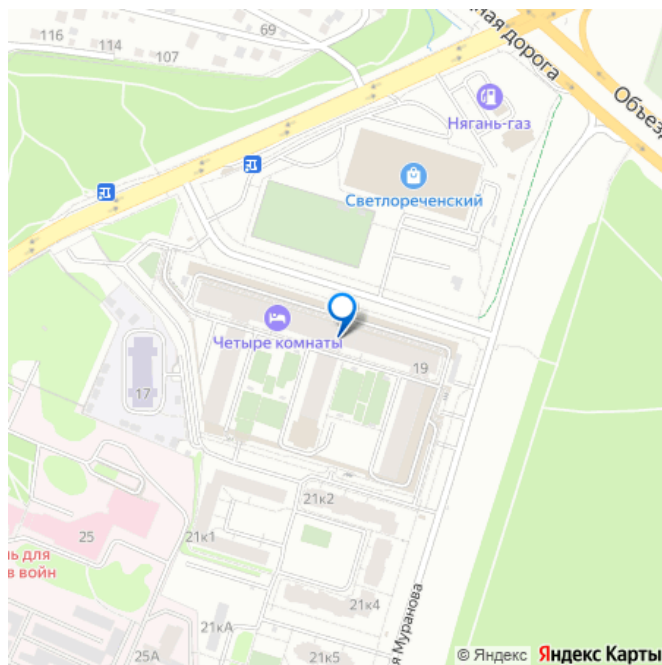 69
116
114
107
ная дорога
Объезд
Нягань-газ
Светлореченский
Четыре комнаты
19
17
21к2
25
21к1
ль для
в войн
21к4
я Муранова
21кА
25А
21к5
© Яндекс Яндекс Карты